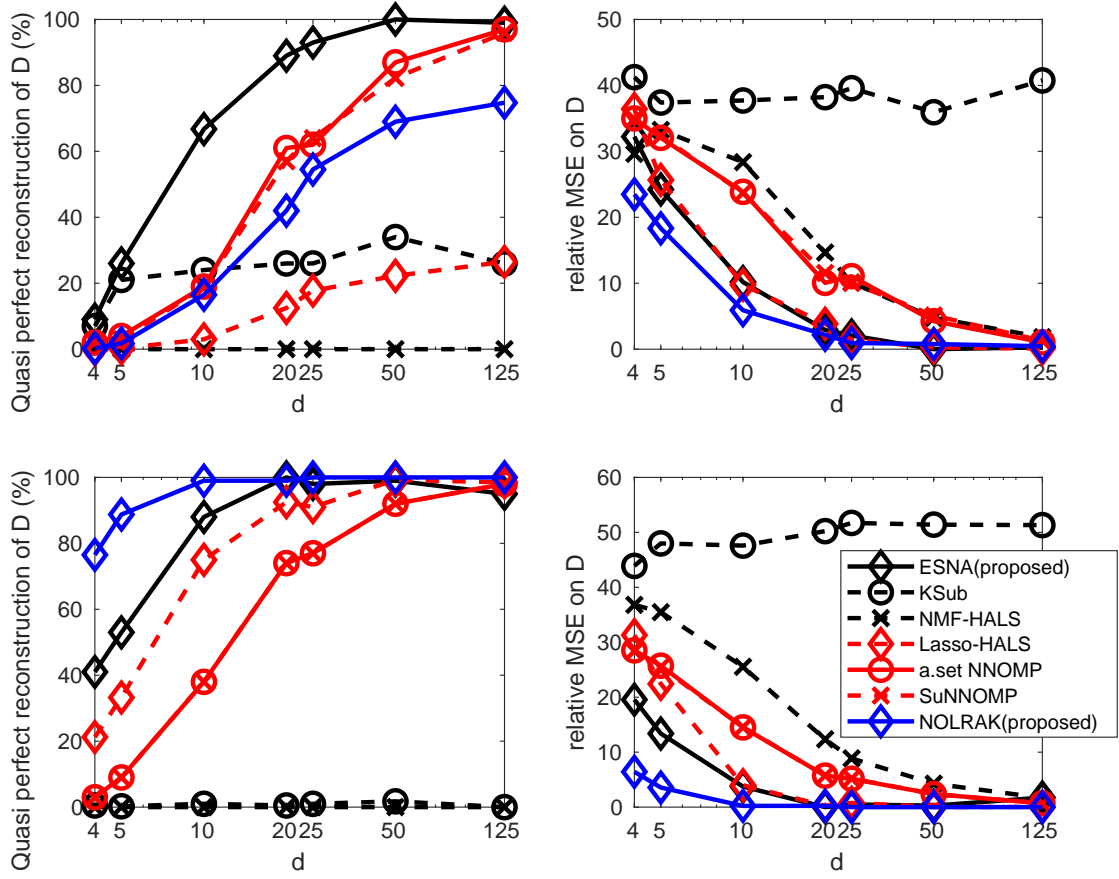 Quasi perfect reconstruction of D (%)
100
80
60
40
20
0
4 5 10 20 25 50 125
d
relative MSE on D
50
40
30
20
10
0
4 5 10 20 25 50 125
d
Quasi perfect reconstruction of D (%)
100
80
60
40
20
0
4 5 10 20 25 50 125
d
relative MSE on D
60
50
40
30
20
10
0
4 5 10 20 25 50 125
d
ESNA(proposed)
KSub
NMF-HALS
Lasso-HALS
a.set NNOMP
SuNNOMP
NOLRAK(proposed)